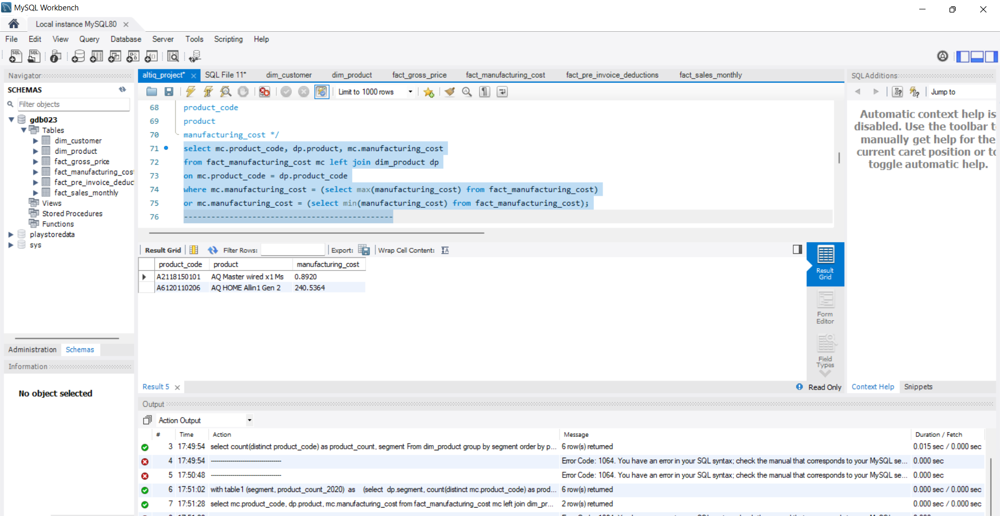 MySQL Workbench
Local instance MySQL80
File Edit View Query Database Server Tools Scripting Help
Navigator
SCHEMAS
Filter objects
gdb023
Tables
dim_customer
dim_product
fact_gross_price
fact_manufacturing_cos
fact_pre_invoice_deduc
fact_sales_monthly
Views
Stored Procedures
Functions
playstoredata
sys
Administration Schemas
Information
No object selected
altiq_project* SQL File 11* dim_customer dim_product fact_gross_price fact_manufacturing_cost fact_pre_invoice_deductions fact_sales_monthly
Limit to 1000 rows
68 product_code
69 product
70 manufacturing_cost */
71 select mc.product_code, dp.product, mc.manufacturing_cost
72 from fact_manufacturing_cost mc left join dim_product dp
73 on mc.product_code = dp.product_code
74 where mc.manufacturing_cost = (select max(manufacturing_cost) from fact_manufacturing_cost)
75 or mc.manufacturing_cost = (select min(manufacturing_cost) from fact_manufacturing_cost);
76 ----------------------------------------------
Result Grid Filter Rows: Export: Wrap Cell Content:
product_code product manufacturing_cost
A2118150101 AQ Master wired x1 Ms 0.8920
A6120110206 AQ HOME Allin1 Gen 2 240.5364
Result Grid
Form Editor
Field Types
Result 5
Read Only
SQLAdditions
Jump to
Automatic context help is
disabled. Use the toolbar t
manually get help for the
current caret position or to
toggle automatic help.
Context Help Snippets
Output
Action Output
# Time Action Message Duration / Fetch
3 17:49:54 select count(distinct product_code) as product_count, segment From dim_product group by segment order by p... 6 row(s) returned 0.015 sec / 0.000 sec
4 17:49:54 ------------------------------------ Error Code: 1064. You have an error in your SQL syntax; check the manual that corresponds to your MySQL se... 0.000 sec
5 17:50:48 ------------------------------------ Error Code: 1064. You have an error in your SQL syntax; check the manual that corresponds to your MySQL se... 0.000 sec
6 17:51:02 with table1 (segment, product_count_2020) as (select dp.segment, count(distinct mc.product_code) as prod... 6 row(s) returned 0.000 sec / 0.000 sec
7 17:51:28 select mc.product_code, dp.product, mc.manufacturing_cost from fact_manufacturing_cost mc left join dim_pr... 2 row(s) returned 0.000 sec / 0.000 sec